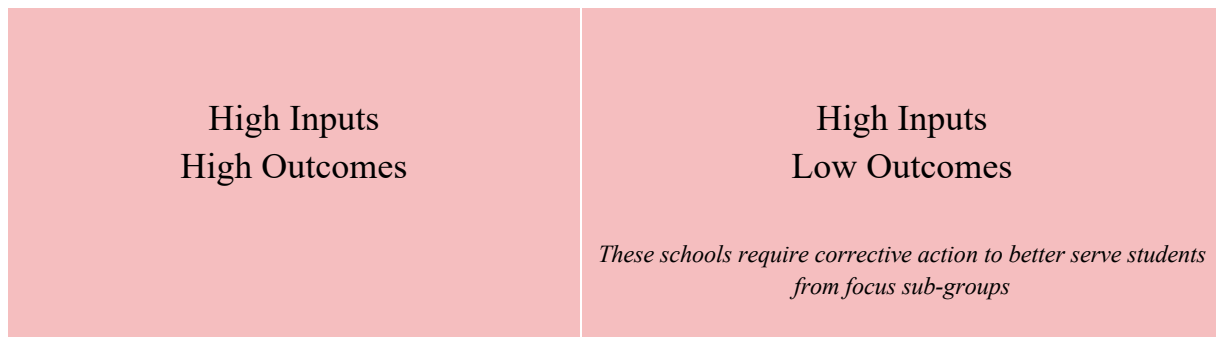 High Inputs
High Outcomes
High Inputs
Low Outcomes
These schools require corrective action to better serve students
from focus sub-groups